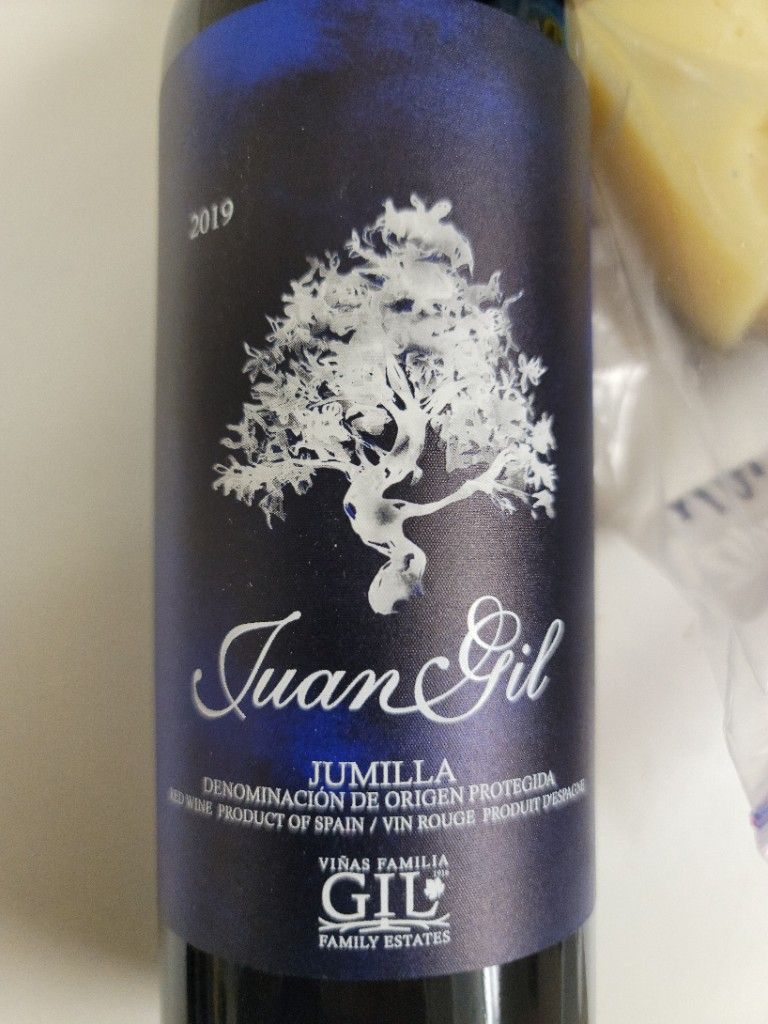 2019
Juan Gil
JUMILLA
DENOMINACIÓN DE ORIGEN PROTEGIDA
RED WINE PRODUCT OF SPAIN / VIN ROUGE PRODUIT D'ESPAGNE
VIÑAS FAMILIA
GIL
1916
FAMILY ESTATES